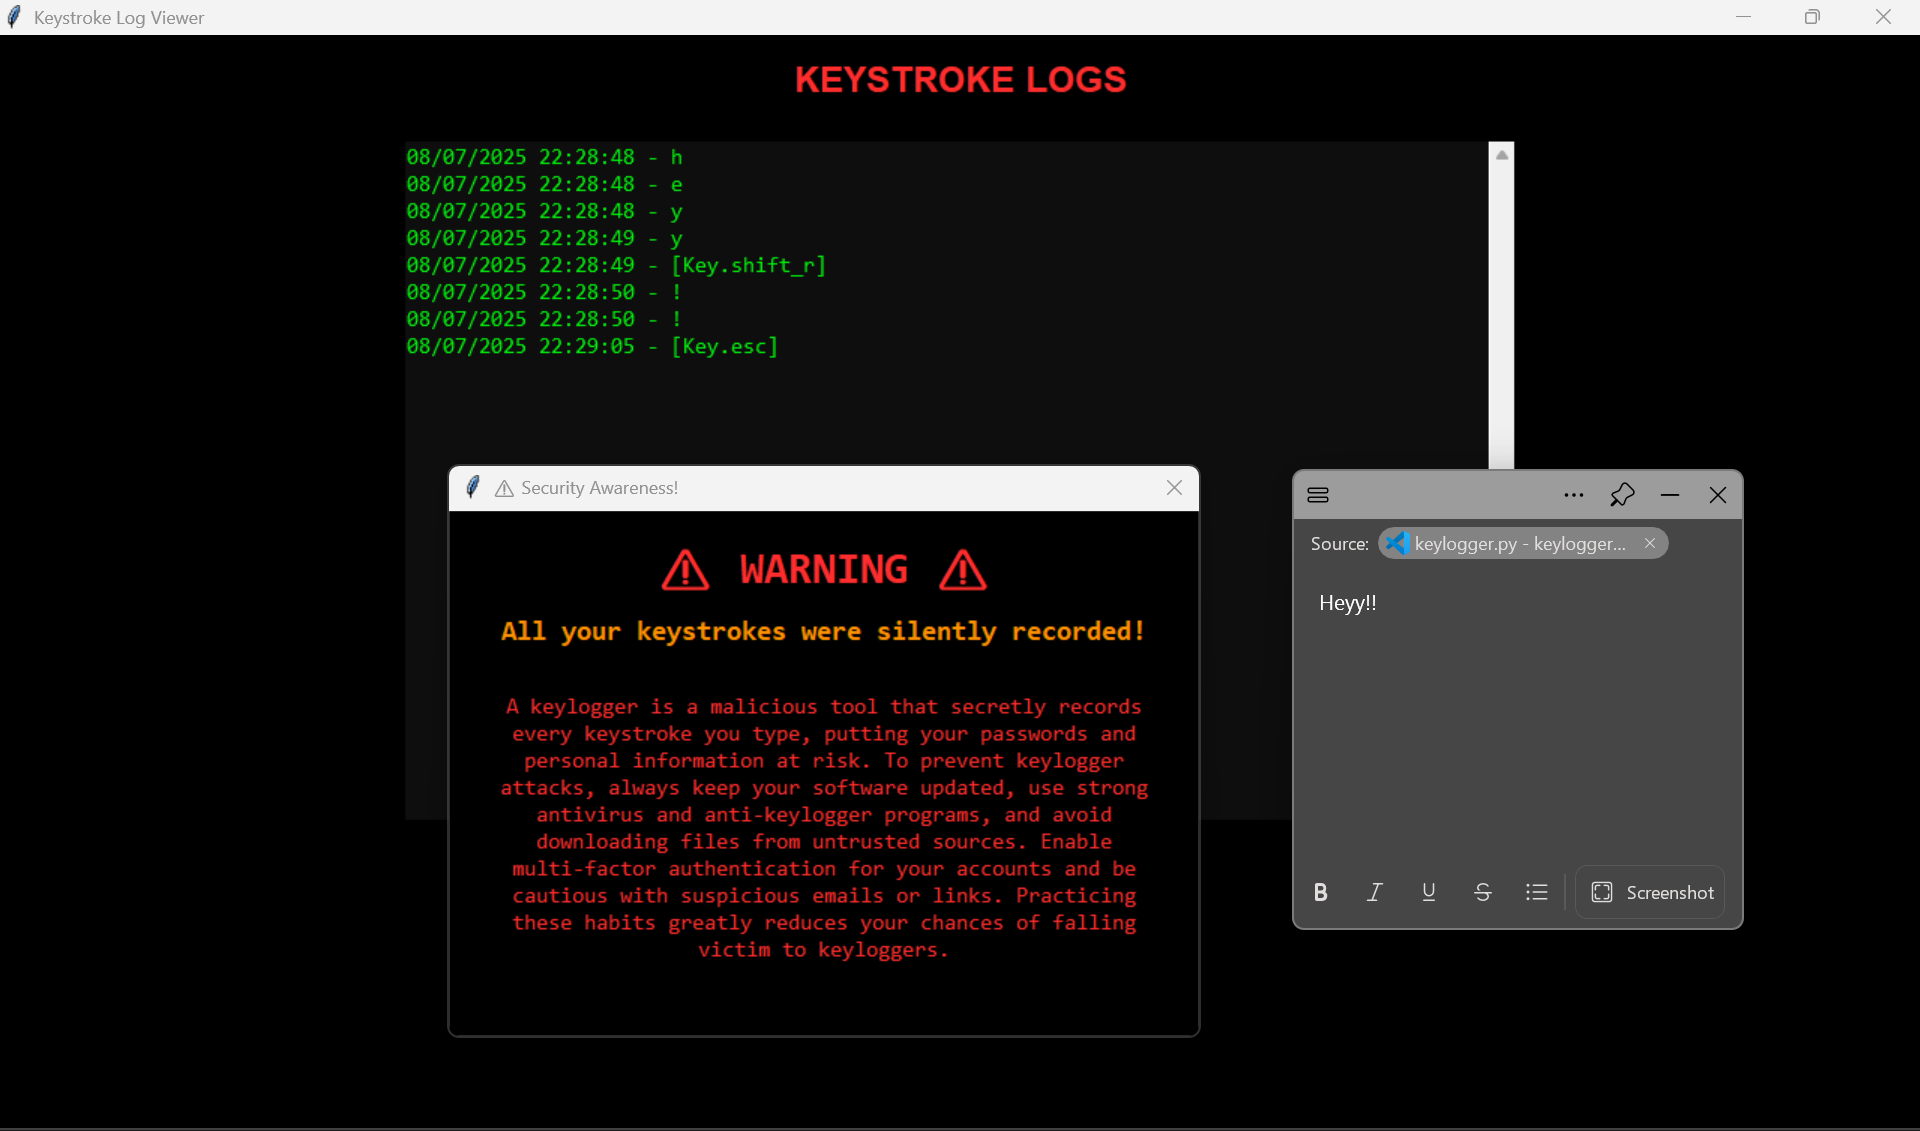 Keystroke Log Viewer
KEYSTROKE LOGS
08/07/2025 22:28:48 - h
08/07/2025 22:28:48 - e
08/07/2025 22:28:48 - y
08/07/2025 22:28:49 - y
08/07/2025 22:28:49 - [Key.shift_r]
08/07/2025 22:28:50 - !
08/07/2025 22:28:50 - !
08/07/2025 22:29:05 - [Key.esc]
⚠ Security Awareness!
⚠ WARNING ⚠
All your keystrokes were silently recorded!
A keylogger is a malicious tool that secretly records
every keystroke you type, putting your passwords and
personal information at risk. To prevent keylogger
attacks, always keep your software updated, use strong
antivirus and anti-keylogger programs, and avoid
downloading files from untrusted sources. Enable
multi-factor authentication for your accounts and be
cautious with suspicious emails or links. Practicing
these habits greatly reduces your chances of falling
victim to keyloggers.
Source: keylogger.py - keylogger...
Heyy!!
B I U S Screenshot